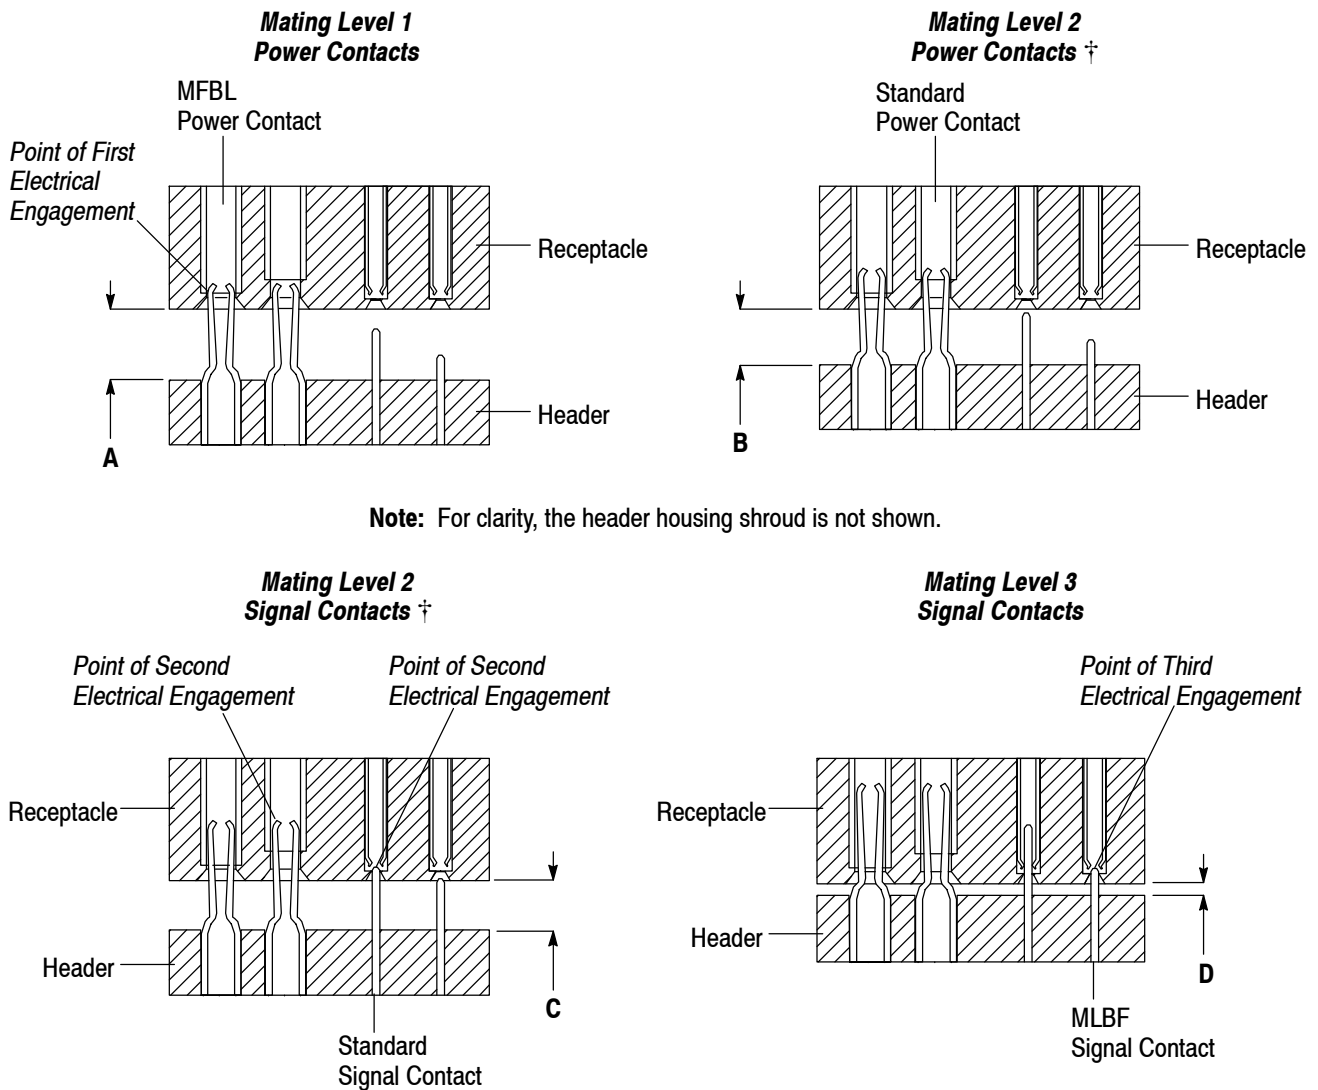 Mating Level 1
Power Contacts
MFBL
Power Contact
Point of First
Electrical
Engagement
Receptacle
Header
A
Mating Level 2
Power Contacts †
Standard
Power Contact
Receptacle
Header
B
Note: For clarity, the header housing shroud is not shown.
Mating Level 2
Signal Contacts †
Point of Second
Electrical Engagement
Point of Second
Electrical Engagement
Receptacle
Header
C
Standard
Signal Contact
Mating Level 3
Signal Contacts
Point of Third
Electrical Engagement
Receptacle
Header
D
MLBF
Signal Contact